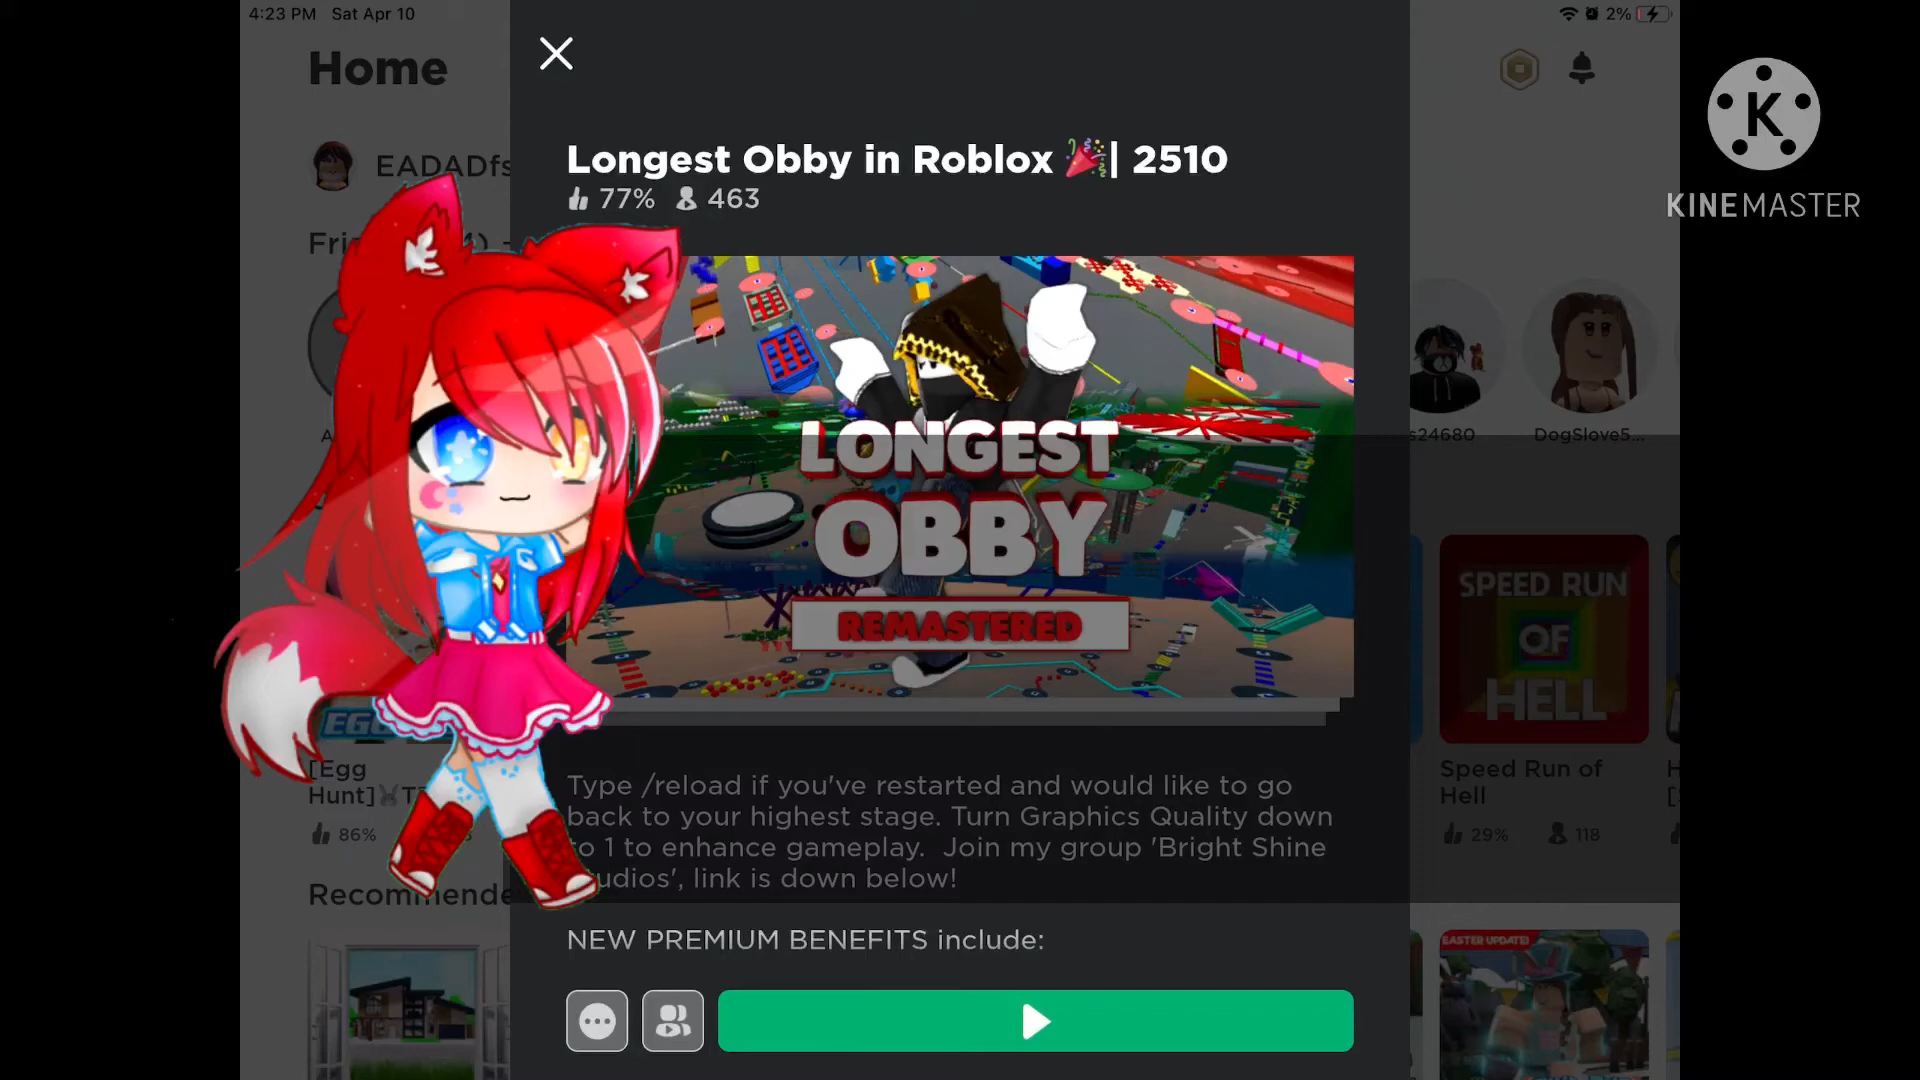 4:23 PM Sat Apr 10
2%
Home
EADADfs
KINEMASTER
Longest Obby in Roblox 🎉| 2510
77% 463
LONGEST
OBBY
REMASTERED
s24680
DogSlove5...
SPEED RUN
OF
HELL
Speed Run of
Hell
29% 118
[Egg
Hunt]
86%
Type /reload if you've restarted and would like to go
back to your highest stage. Turn Graphics Quality down
to 1 to enhance gameplay. Join my group 'Bright Shine
udios', link is down below!
Recommende
NEW PREMIUM BENEFITS include:
EASTER UPDATE!